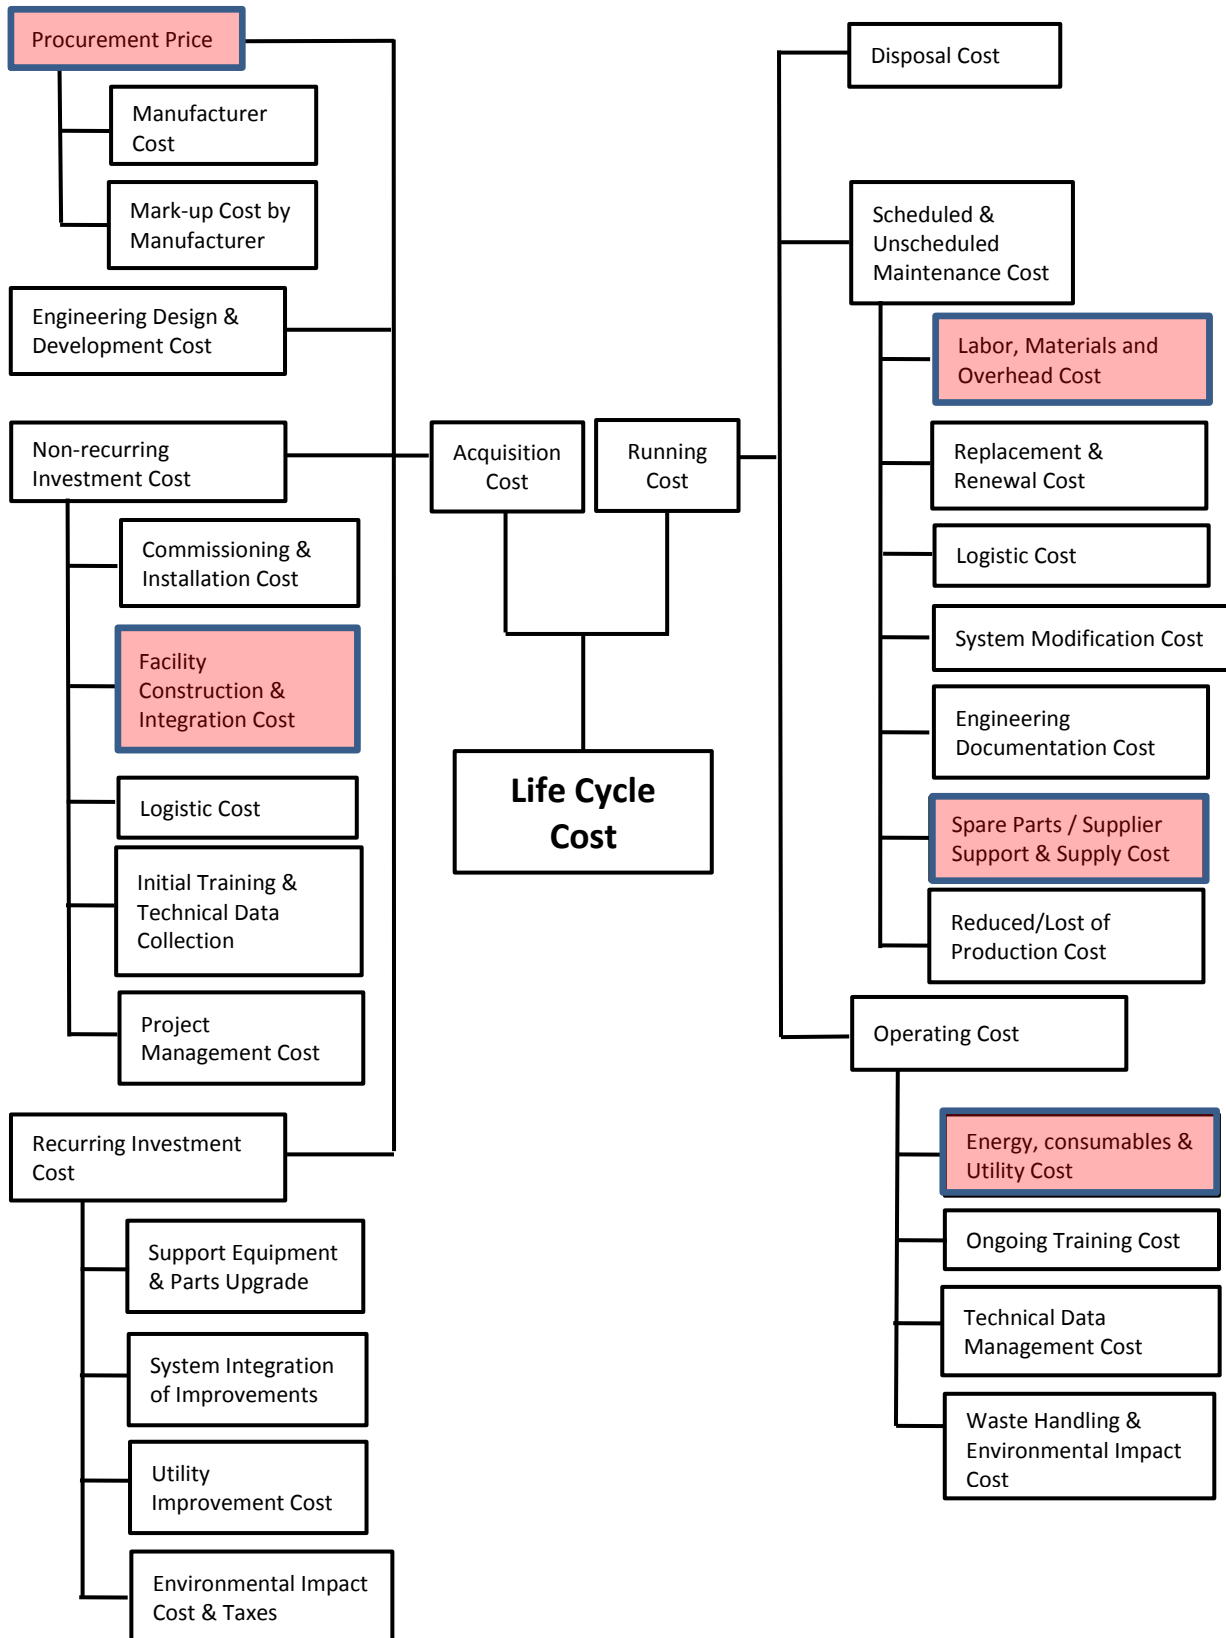 Procurement Price
Manufacturer
Cost
Mark-up Cost by
Manufacturer
Engineering Design &
Development Cost
Non-recurring
Investment Cost
Commissioning &
Installation Cost
Facility
Construction &
Integration Cost
Logistic Cost
Initial Training &
Technical Data
Collection
Project
Management Cost
Recurring Investment
Cost
Support Equipment
& Parts Upgrade
System Integration
of Improvements
Utility
Improvement Cost
Environmental Impact
Cost & Taxes
Acquisition
Cost
Running
Cost
Life Cycle
Cost
Disposal Cost
Scheduled &
Unscheduled
Maintenance Cost
Labor, Materials and
Overhead Cost
Replacement &
Renewal Cost
Logistic Cost
System Modification Cost
Engineering
Documentation Cost
Spare Parts / Supplier
Support & Supply Cost
Reduced/Lost of
Production Cost
Operating Cost
Energy, consumables &
Utility Cost
Ongoing Training Cost
Technical Data
Management Cost
Waste Handling &
Environmental Impact
Cost